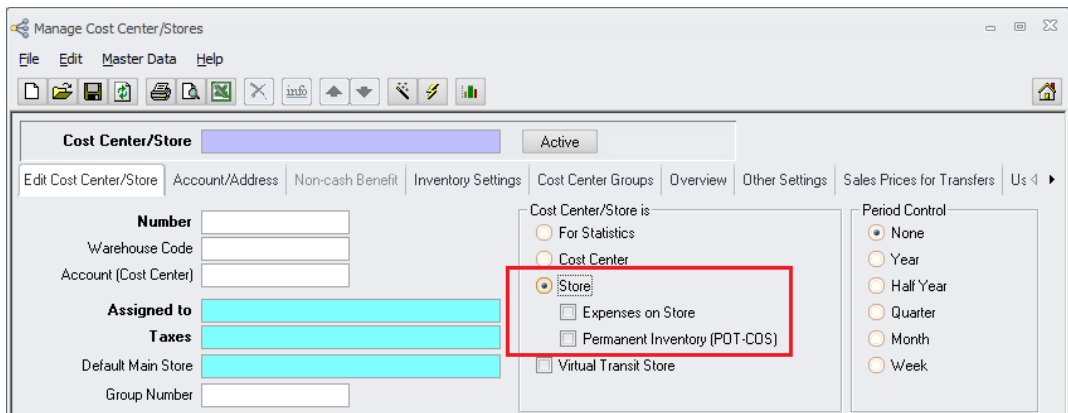 Manage Cost Center/Stores
File Edit Master Data Help
info
Cost Center/Store Active
Edit Cost Center/Store Account/Address Non-cash Benefit Inventory Settings Cost Center Groups Overview Other Settings Sales Prices for Transfers Us
Number
Warehouse Code
Account (Cost Center)
Assigned to
Taxes
Default Main Store
Group Number
Cost Center/Store is
For Statistics
Cost Center
Store
Expenses on Store
Permanent Inventory (POT-COS)
Virtual Transit Store
Period Control
None
Year
Half Year
Quarter
Month
Week